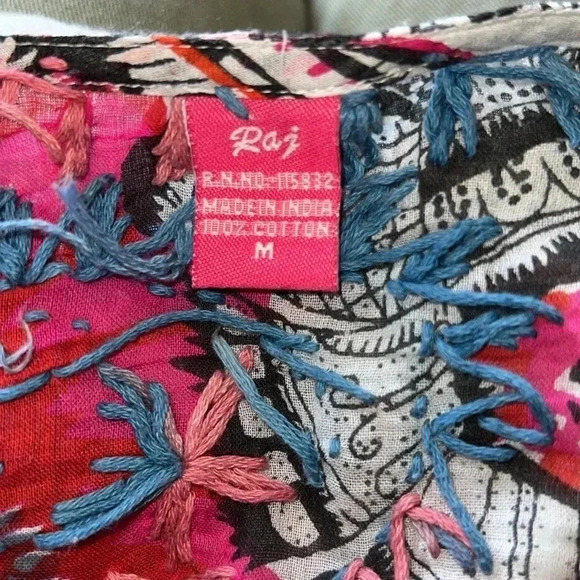 Raj
R.N.NO.-115832
MADE IN INDIA
100% COTTON
M